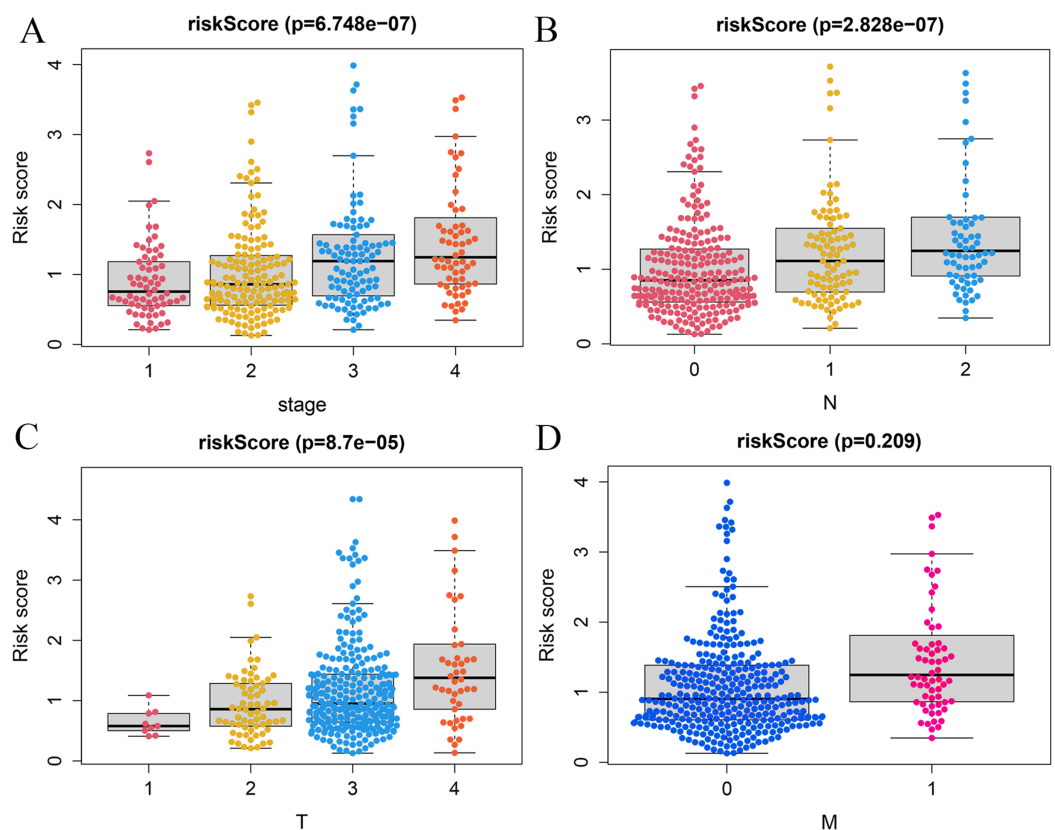 A
riskScore (p=6.748e−07)
Risk score
4
3
2
1
0
1 2 3 4
stage
B
riskScore (p=2.828e−07)
Risk score
3
2
1
0
0 1 2
N
C
riskScore (p=8.7e−05)
Risk score
4
3
2
1
0
1 2 3 4
T
D
riskScore (p=0.209)
Risk score
4
3
2
1
0
0 1
M